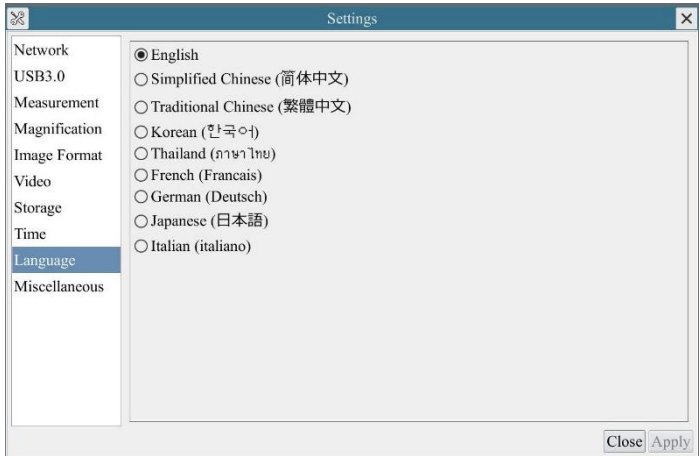 Settings
Network
USB3.0
Measurement
Magnification
Image Format
Video
Storage
Time
Language
Miscellaneous
English
Simplified Chinese (简体中文)
Traditional Chinese (繁體中文)
Korean (한국어)
Thailand (ภาษาไทย)
French (Francais)
German (Deutsch)
Japanese (日本語)
Italian (italiano)
Close Apply